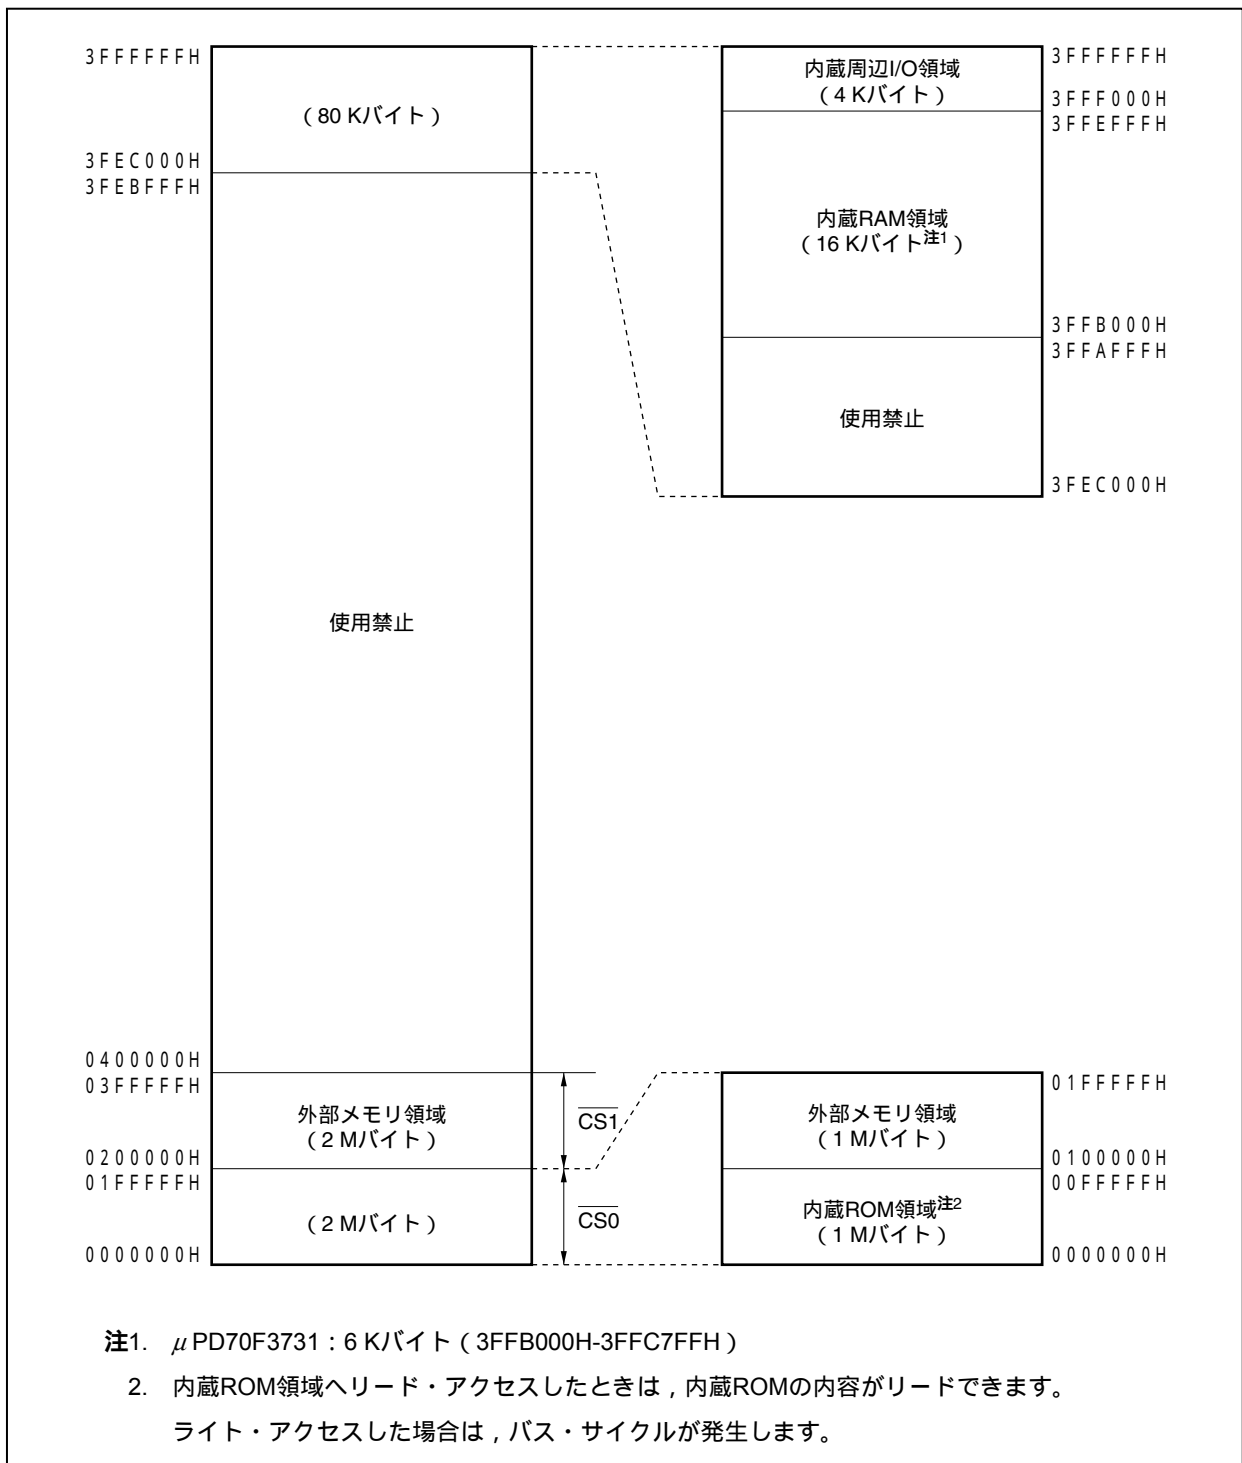 3FFFFFFH
(80 Kバイト)
3FEC000H
3FEBFFFH
使用禁止
0400000H
03FFFFFH
外部メモリ領域
(2 Mバイト)
0200000H
01FFFFFH
(2 Mバイト)
0000000H
CS1
CS0
内蔵周辺I/O領域
(4 Kバイト)
3FFFFFFH
3FFF000H
3FFEFFFH
内蔵RAM領域
(16 Kバイト注1)
3FFB000H
3FFAFFFH
使用禁止
3FEC000H
01FFFFFH
外部メモリ領域
(1 Mバイト)
0100000H
00FFFFFH
内蔵ROM領域注2
(1 Mバイト)
0000000H
注1. μPD70F3731:6 Kバイト(3FFB000H-3FFC7FFH)
2. 内蔵ROM領域へリード・アクセスしたときは,内蔵ROMの内容がリードできます。
ライト・アクセスした場合は,バス・サイクルが発生します。